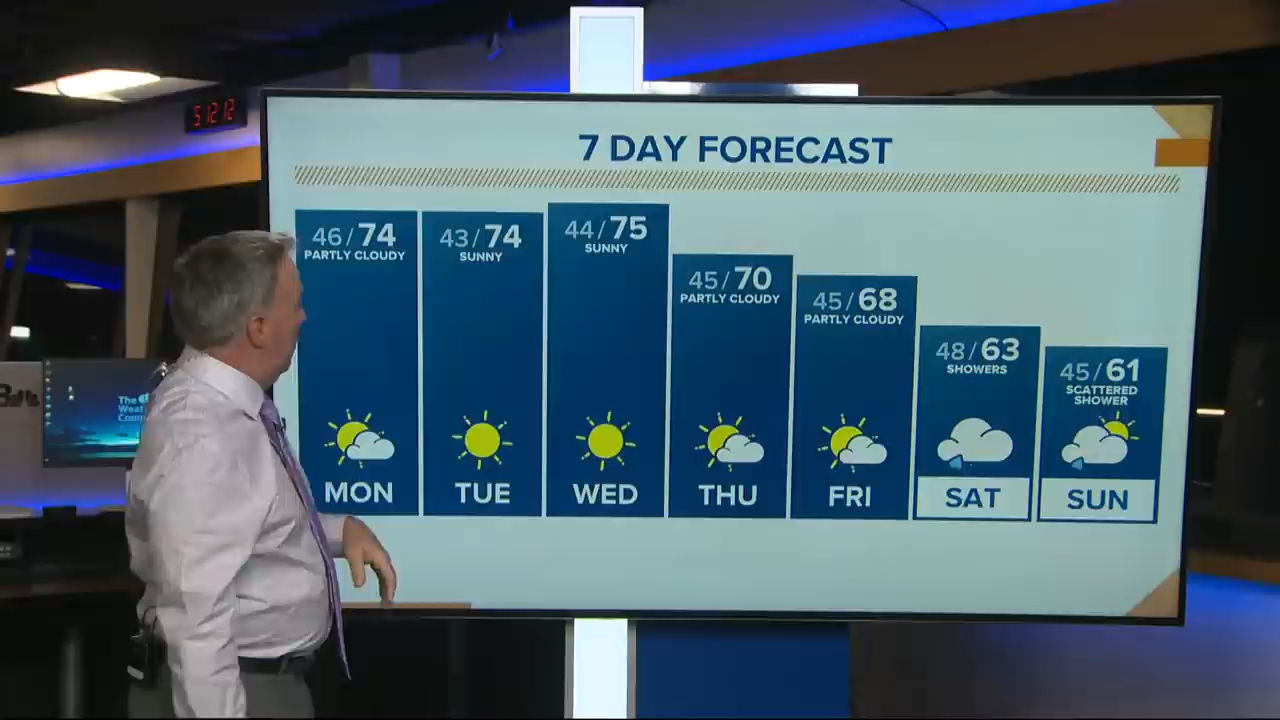 5:12:12
7 DAY FORECAST
46/74
PARTLY CLOUDY
MON
43/74
SUNNY
TUE
44/75
SUNNY
WED
45/70
PARTLY CLOUDY
THU
45/68
PARTLY CLOUDY
FRI
48/63
SHOWERS
SAT
45/61
SCATTERED
SHOWER
SUN
The